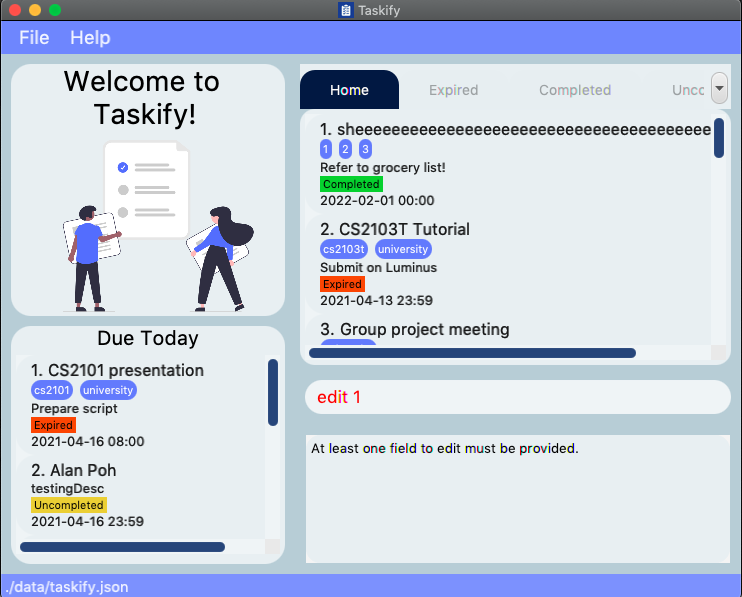 Taskify
File Help
Welcome to
Taskify!
Due Today
1. CS2101 presentation
cs2101 university
Prepare script
Expired
2021-04-16 08:00
2. Alan Poh
testingDesc
Uncompleted
2021-04-16 23:59
Home Expired Completed Uncc
1. sheeeeeeeeeeeeeeeeeeeeeeeeeeeeeeeeeeeeeee
1 2 3
Refer to grocery list!
Completed
2022-02-01 00:00
2. CS2103T Tutorial
cs2103t university
Submit on Luminus
Expired
2021-04-13 23:59
3. Group project meeting
edit 1
At least one field to edit must be provided.
./data/taskify.json